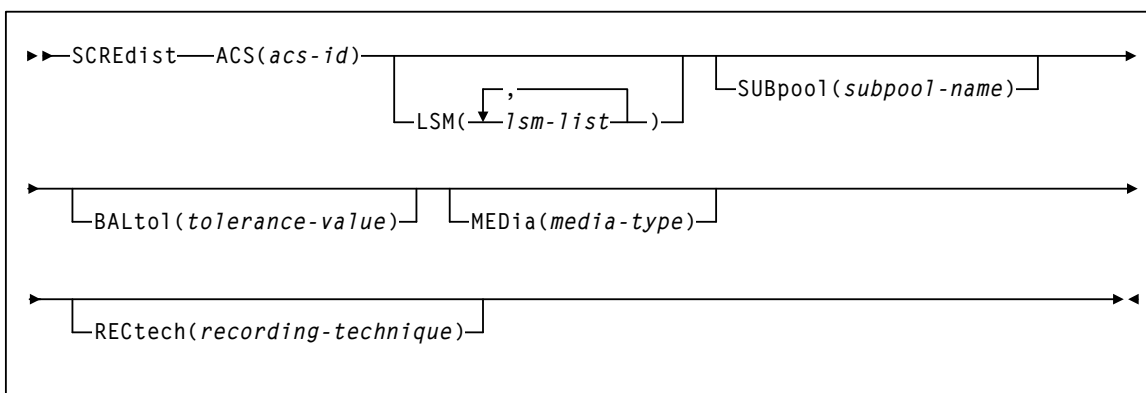 SCREdist ACS(acs-id)
LSM( , lsm-list )
SUBpool(subpool-name)
BALtol(tolerance-value) MEDia(media-type)
RECtech(recording-technique)